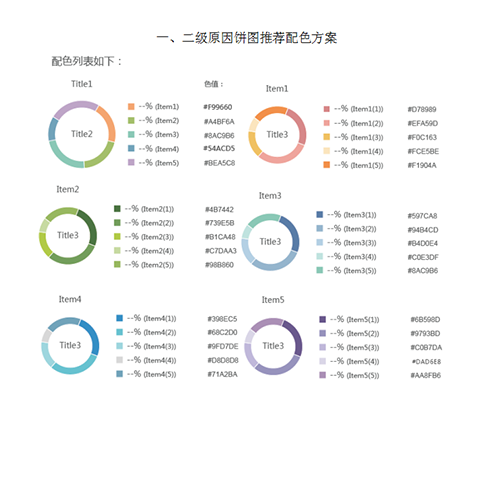 一、二级原因饼图推荐配色方案
配色列表如下：
Title1
色值：
Title2
--% (Item1) #F99660
--% (Item2) #A4BF6A
--% (Item3) #8AC9B6
--% (Item4) #54ACD5
--% (Item5) #BEA5C8
Item1
Title3
--% (Item1(1)) #D78989
--% (Item1(2)) #EFA59D
--% (Item1(3)) #F0C163
--% (Item1(4)) #FCE5BE
--% (Item1(5)) #F1904A
Item2
Title3
--% (Item2(1)) #4B7442
--% (Item2(2)) #739E5B
--% (Item2(3)) #B1CA48
--% (Item2(4)) #C7DAA3
--% (Item2(5)) #98B860
Item3
Title3
--% (Item3(1)) #597CA8
--% (Item3(2)) #94B4CD
--% (Item3(3)) #B4D0E4
--% (Item3(4)) #C0E3DF
--% (Item3(5)) #8AC9B6
Item4
Title3
--% (Item4(1)) #398EC5
--% (Item4(2)) #68C2D0
--% (Item4(3)) #9FD7DE
--% (Item4(4)) #D8D8D8
--% (Item4(5)) #71A2BA
Item5
Title3
--% (Item5(1)) #6B598D
--% (Item5(2)) #9793BD
--% (Item5(3)) #C0B7DA
--% (Item5(4)) #DAD6E8
--% (Item5(5)) #AA8FB6